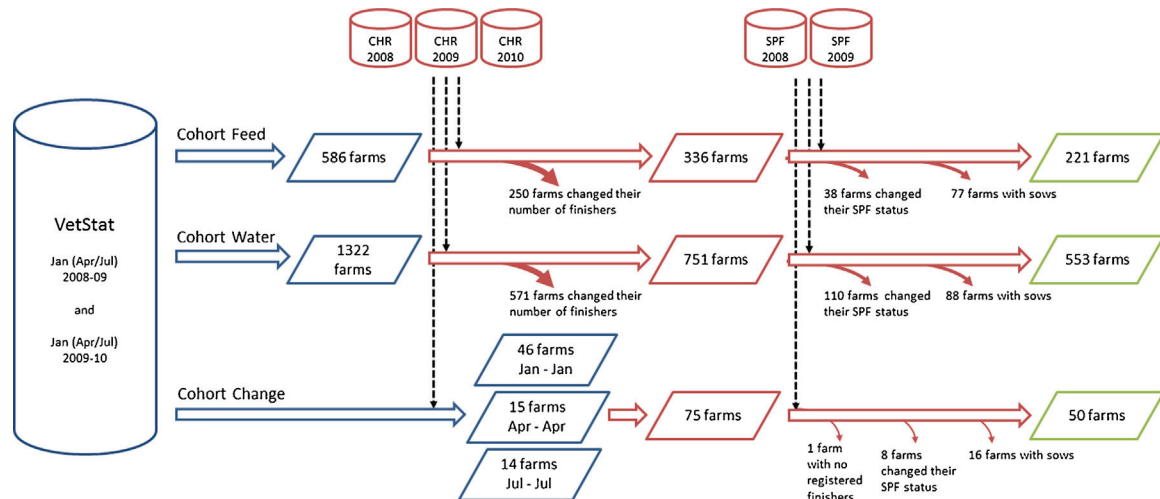 CHR
2008
CHR
2009
CHR
2010
SPF
2008
SPF
2009
VetStat
Jan (Apr/Jul)
2008-09
and
Jan (Apr/Jul)
2009-10
Cohort Feed
586 farms
250 farms changed their
number of finishers
336 farms
38 farms changed
their SPF status
77 farms with sows
221 farms
Cohort Water
1322
farms
571 farms changed their
number of finishers
751 farms
110 farms changed
their SPF status
88 farms with sows
553 farms
Cohort Change
46 farms
Jan - Jan
15 farms
Apr - Apr
14 farms
Jul - Jul
75 farms
1 farm
with no
registered
finishers
8 farms
changed their
SPF status
16 farms with sows
50 farms